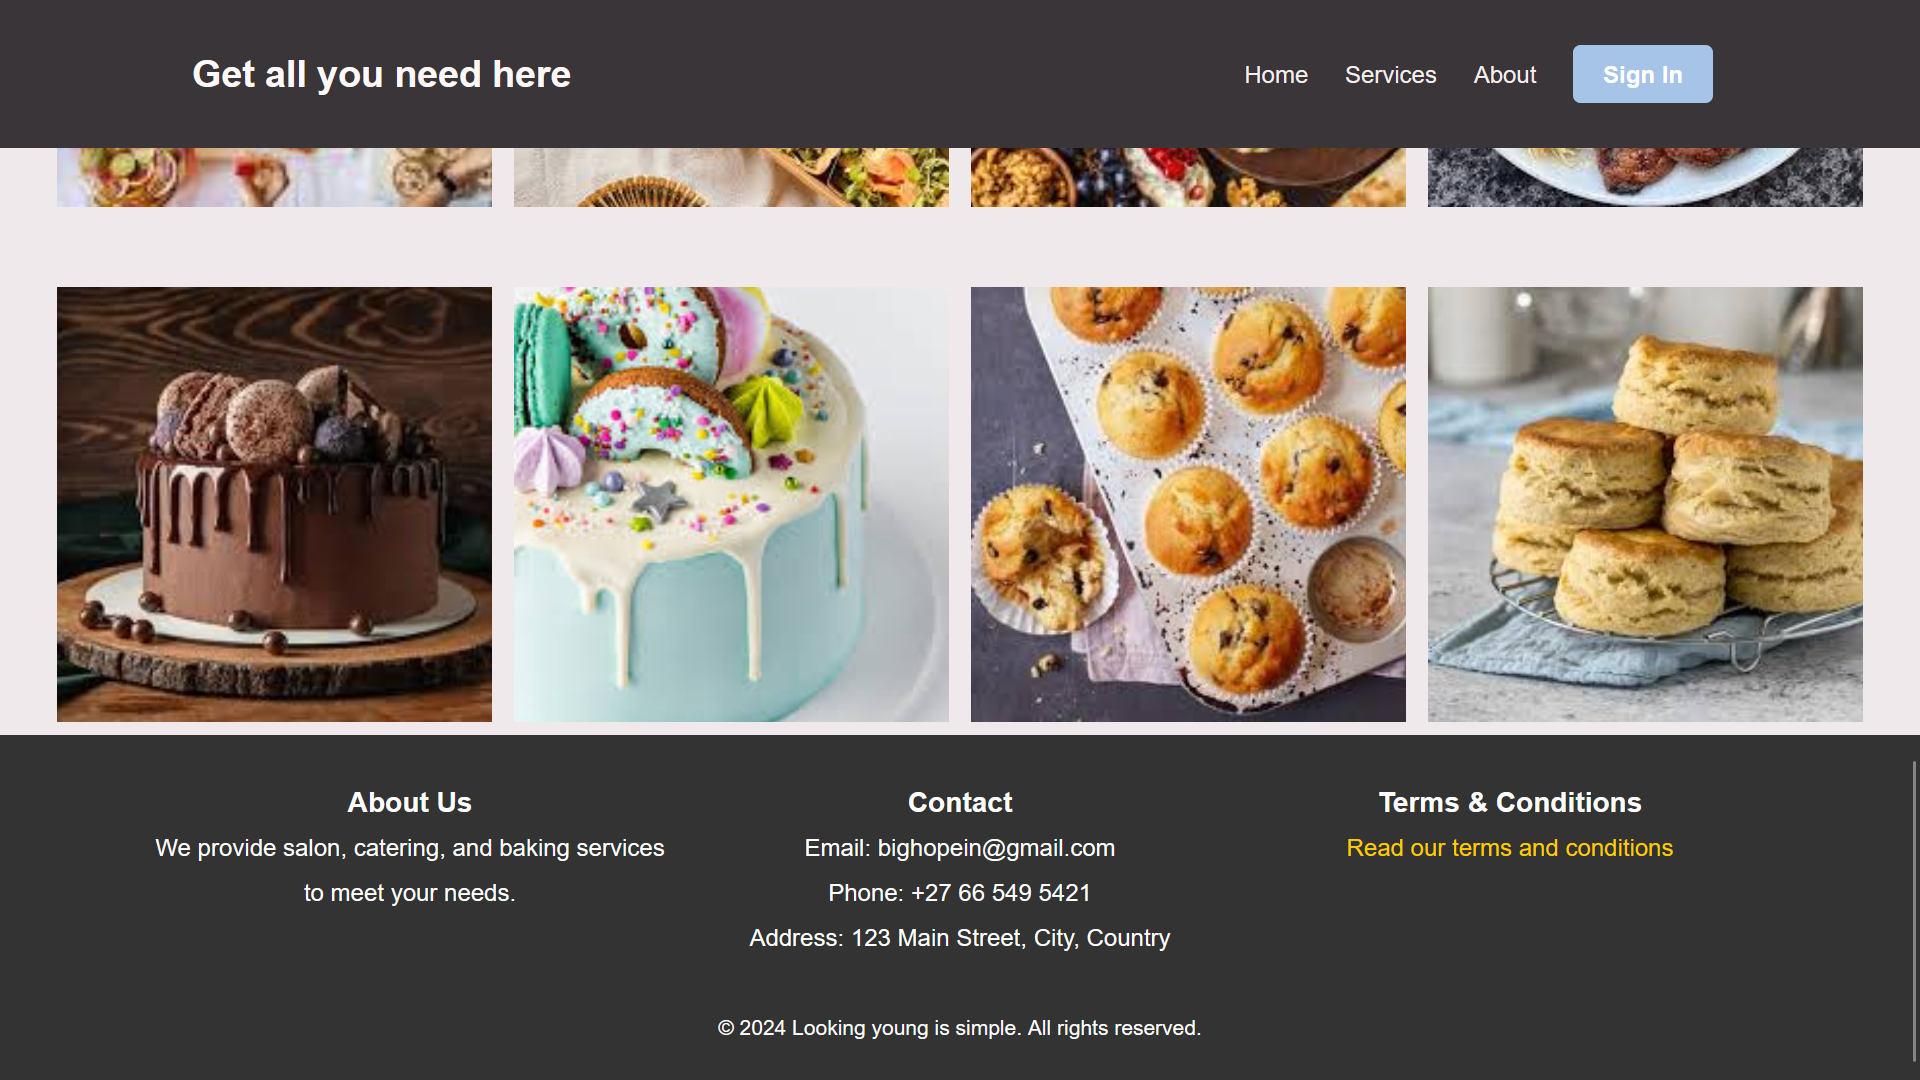 Get all you need here
Home
Services
About
Sign In
About Us
We provide salon, catering, and baking services
to meet your needs.
Contact
Email: bighopein@gmail.com
Phone: +27 66 549 5421
Address: 123 Main Street, City, Country
Terms & Conditions
Read our terms and conditions
© 2024 Looking young is simple. All rights reserved.